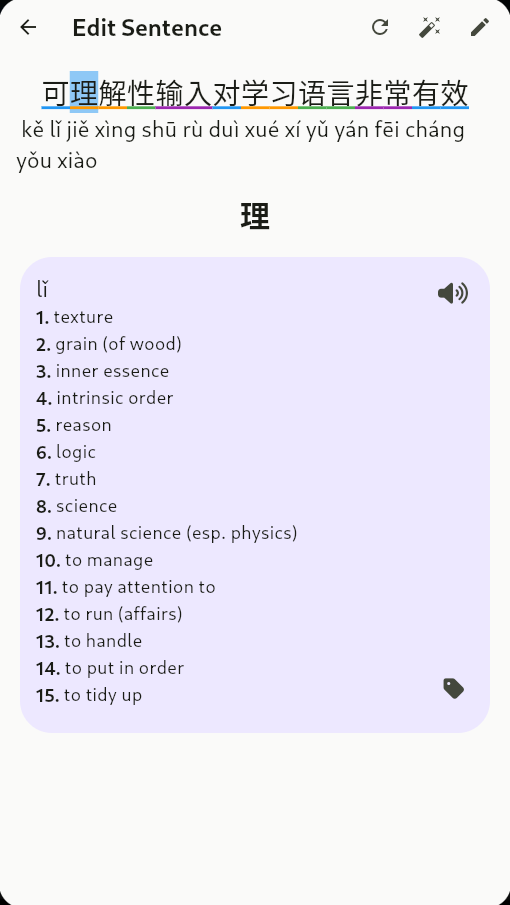 Edit Sentence
可理解性输入对学习语言非常有效
kě lǐ jiě xìng shū rù duì xué xí yǔ yán fēi cháng
yǒu xiào
理
lǐ
1. texture
2. grain (of wood)
3. inner essence
4. intrinsic order
5. reason
6. logic
7. truth
8. science
9. natural science (esp. physics)
10. to manage
11. to pay attention to
12. to run (affairs)
13. to handle
14. to put in order
15. to tidy up